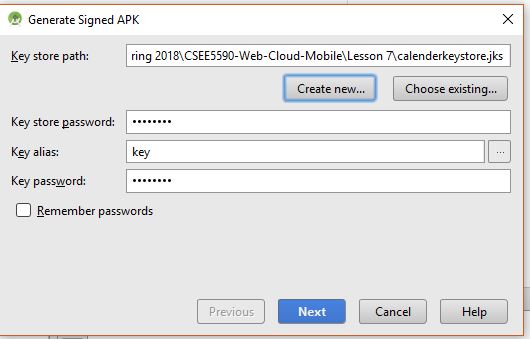 Generate Signed APK
Key store path: ring 2018\CSEE5590-Web-Cloud-Mobile\Lesson 7\calenderkeystore.jks
Create new... Choose existing...
Key store password: ••••••••
Key alias: key ...
Key password: ••••••••
Remember passwords
Previous Next Cancel Help